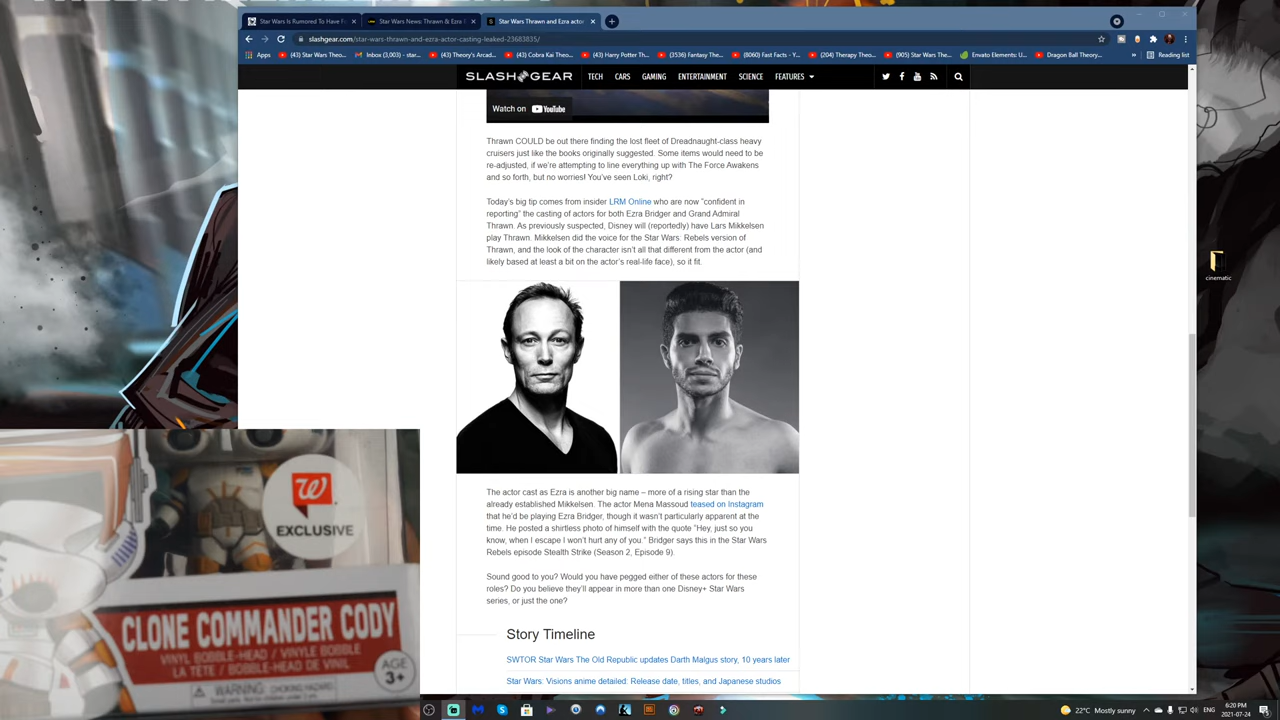 Star Wars Is Rumored To Have F
Star Wars News: Thrawn & Ezra
Star Wars Thrawn and Ezra actor
slashgear.com/star-wars-thrawn-and-ezra-actor-casting-leaked-23683835/
Apps
(43) Star Wars Theo...
Inbox (3,003) - star...
(43) Theory's Arcad...
(43) Cobra Kai Theo...
(43) Harry Potter Th...
(3536) Fantasy The...
(8060) Fast Facts - Y...
(204) Therapy Theo...
(905) Star Wars The...
Envato Elements: U...
Dragon Ball Theory...
»
Reading list
SLASHGEAR
TECH CARS GAMING ENTERTAINMENT SCIENCE FEATURES
Watch on YouTube
Thrawn COULD be out there finding the lost fleet of Dreadnaught-class heavy
cruisers just like the books originally suggested. Some items would need to be
re-adjusted, if we're attempting to line everything up with The Force Awakens
and so forth, but no worries! You've seen Loki, right?
Today's big tip comes from insider LRM Online who are now "confident in
reporting" the casting of actors for both Ezra Bridger and Grand Admiral
Thrawn. As previously suspected, Disney will (reportedly) have Lars Mikkelsen
play Thrawn. Mikkelsen did the voice for the Star Wars: Rebels version of
Thrawn, and the look of the character isn't all that different from the actor (and
likely based at least a bit on the actor's real-life face), so it fit.
cinematic
The actor cast as Ezra is another big name – more of a rising star than the
already established Mikkelsen. The actor Mena Massoud teased on Instagram
that he'd be playing Ezra Bridger, though it wasn't particularly apparent at the
time. He posted a shirtless photo of himself with the quote "Hey, just so you
know, when I escape I won't hurt any of you." Bridger says this in the Star Wars
Rebels episode Stealth Strike (Season 2, Episode 9).
Sound good to you? Would you have pegged either of these actors for these
roles? Do you believe they'll appear in more than one Disney+ Star Wars
series, or just the one?
Story Timeline
SWTOR Star Wars The Old Republic updates Darth Malgus story, 10 years later
Star Wars: Visions anime detailed: Release date, titles, and Japanese studios
W
EXCLUSIVE
CLONE COMMANDER CODY
VINYL BOBBLE-HEAD / VINYLE BOBBLE
LA TÊTE / BOBBLE-HEAD DE VINIL
AGE
3+
WARNING: CHOKING HAZARD
22°C Mostly sunny
ENG
6:20 PM
2021-07-24